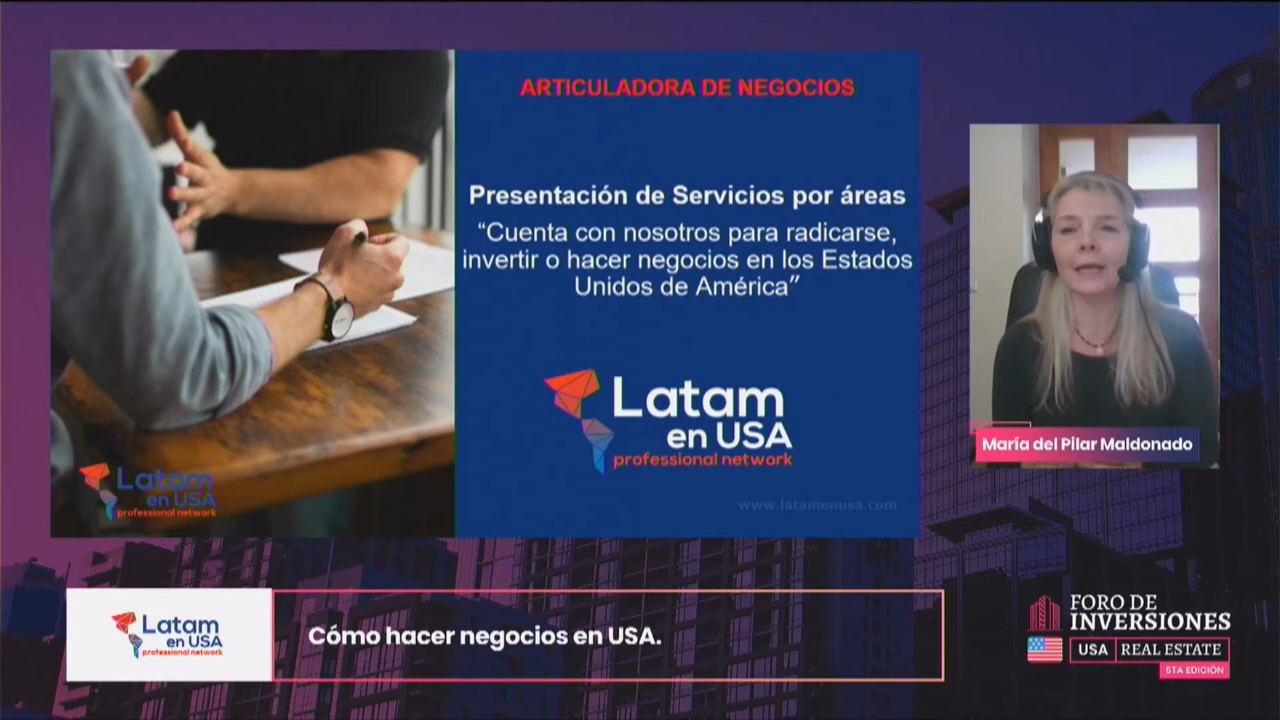 ARTICULADORA DE NEGOCIOS
Presentación de Servicios por áreas
“Cuenta con nosotros para radicarse,
invertir o hacer negocios en los Estados
Unidos de América”
Latam
en USA
professional network
www.latamenusa.com
Latam
en USA
professional network
María del Pilar Maldonado
Latam
en USA
professional network
Cómo hacer negocios en USA.
FORO DE
INVERSIONES
USA REAL ESTATE
5TA EDICIÓN